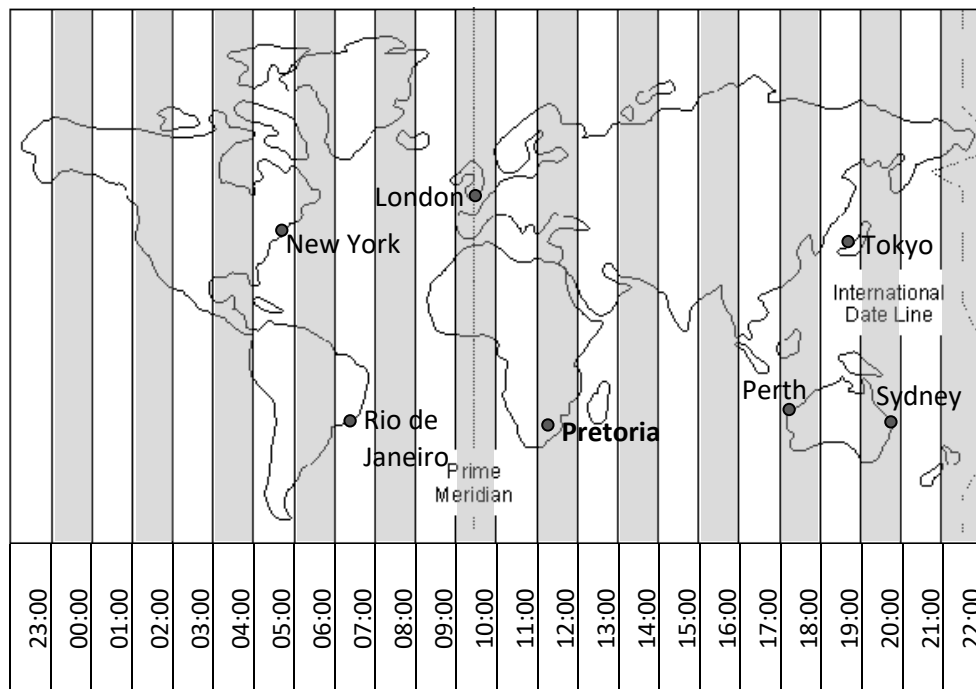 London
New York
Tokyo
International
Date Line
Perth
Sydney
Rio de
Janeiro
Pretoria
Prime
Meridian
23:00
00:00
01:00
02:00
03:00
04:00
05:00
06:00
07:00
08:00
09:00
10:00
11:00
12:00
13:00
14:00
15:00
16:00
17:00
18:00
19:00
20:00
21:00
22:00